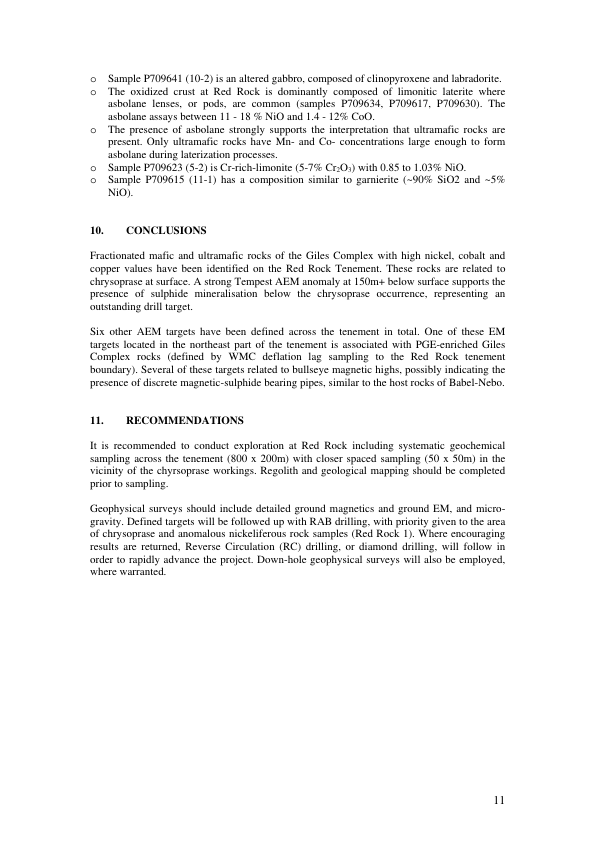 o Sample P709641 (10-2) is an altered gabbro, composed of clinopyroxene and labradorite.
o The oxidized crust at Red Rock is dominantly composed of limonitic laterite where
asbolane lenses, or pods, are common (samples P709634, P709617, P709630). The
asbolane assays between 11 - 18 % NiO and 1.4 - 12% CoO.
o The presence of asbolane strongly supports the interpretation that ultramafic rocks are
present. Only ultramafic rocks have Mn- and Co- concentrations large enough to form
asbolane during laterization processes.
o Sample P709623 (5-2) is Cr-rich-limonite (5-7% Cr₂O₃) with 0.85 to 1.03% NiO.
o Sample P709615 (11-1) has a composition similar to garnierite (~90% SiO2 and ~5%
NiO).
10. CONCLUSIONS
Fractionated mafic and ultramafic rocks of the Giles Complex with high nickel, cobalt and
copper values have been identified on the Red Rock Tenement. These rocks are related to
chrysoprase at surface. A strong Tempest AEM anomaly at 150m+ below surface supports the
presence of sulphide mineralisation below the chrysoprase occurrence, representing an
outstanding drill target.
Six other AEM targets have been defined across the tenement in total. One of these EM
targets located in the northeast part of the tenement is associated with PGE-enriched Giles
Complex rocks (defined by WMC deflation lag sampling to the Red Rock tenement
boundary). Several of these targets related to bullseye magnetic highs, possibly indicating the
presence of discrete magnetic-sulphide bearing pipes, similar to the host rocks of Babel-Nebo.
11. RECOMMENDATIONS
It is recommended to conduct exploration at Red Rock including systematic geochemical
sampling across the tenement (800 x 200m) with closer spaced sampling (50 x 50m) in the
vicinity of the chyrsoprase workings. Regolith and geological mapping should be completed
prior to sampling.
Geophysical surveys should include detailed ground magnetics and ground EM, and micro-
gravity. Defined targets will be followed up with RAB drilling, with priority given to the area
of chrysoprase and anomalous nickeliferous rock samples (Red Rock 1). Where encouraging
results are returned, Reverse Circulation (RC) drilling, or diamond drilling, will follow in
order to rapidly advance the project. Down-hole geophysical surveys will also be employed,
where warranted.
11